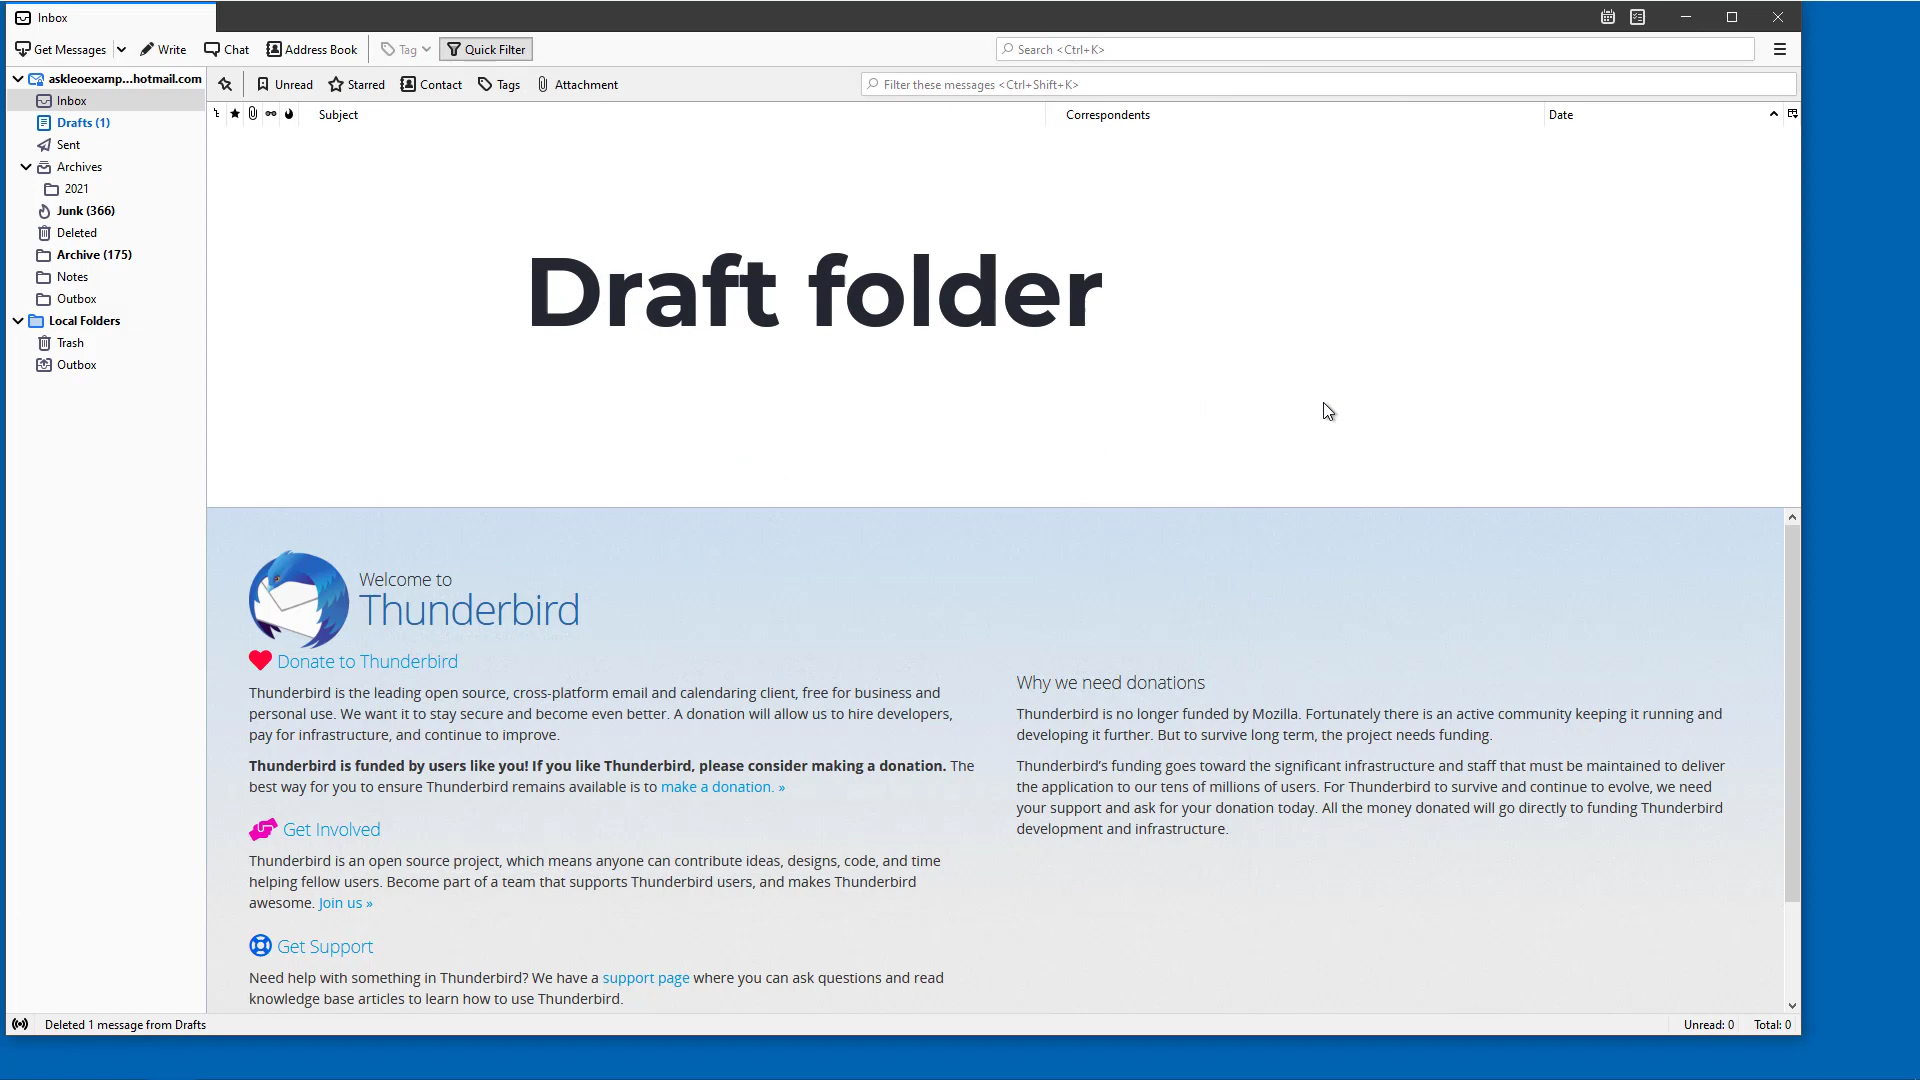 Inbox
Get Messages
Write
Chat
Address Book
Tag
Quick Filter
Search <Ctrl+K>
askleoexamp...hotmail.com
Unread
Starred
Contact
Tags
Attachment
Filter these messages <Ctrl+Shift+K>
Inbox
Subject
Correspondents
Date
Drafts (1)
Sent
Archives
2021
Junk (366)
Deleted
Archive (175)
Notes
Outbox
Local Folders
Trash
Outbox
Draft folder
Welcome to
Thunderbird
Donate to Thunderbird
Thunderbird is the leading open source, cross-platform email and calendaring client, free for business and
personal use. We want it to stay secure and become even better. A donation will allow us to hire developers,
pay for infrastructure, and continue to improve.
Thunderbird is funded by users like you! If you like Thunderbird, please consider making a donation. The
best way for you to ensure Thunderbird remains available is to make a donation. »
Get Involved
Thunderbird is an open source project, which means anyone can contribute ideas, designs, code, and time
helping fellow users. Become part of a team that supports Thunderbird users, and makes Thunderbird
awesome. Join us »
Get Support
Need help with something in Thunderbird? We have a support page where you can ask questions and read
knowledge base articles to learn how to use Thunderbird.
Why we need donations
Thunderbird is no longer funded by Mozilla. Fortunately there is an active community keeping it running and
developing it further. But to survive long term, the project needs funding.
Thunderbird's funding goes toward the significant infrastructure and staff that must be maintained to deliver
the application to our tens of millions of users. For Thunderbird to survive and continue to evolve, we need
your support and ask for your donation today. All the money donated will go directly to funding Thunderbird
development and infrastructure.
Deleted 1 message from Drafts
Unread: 0
Total: 0